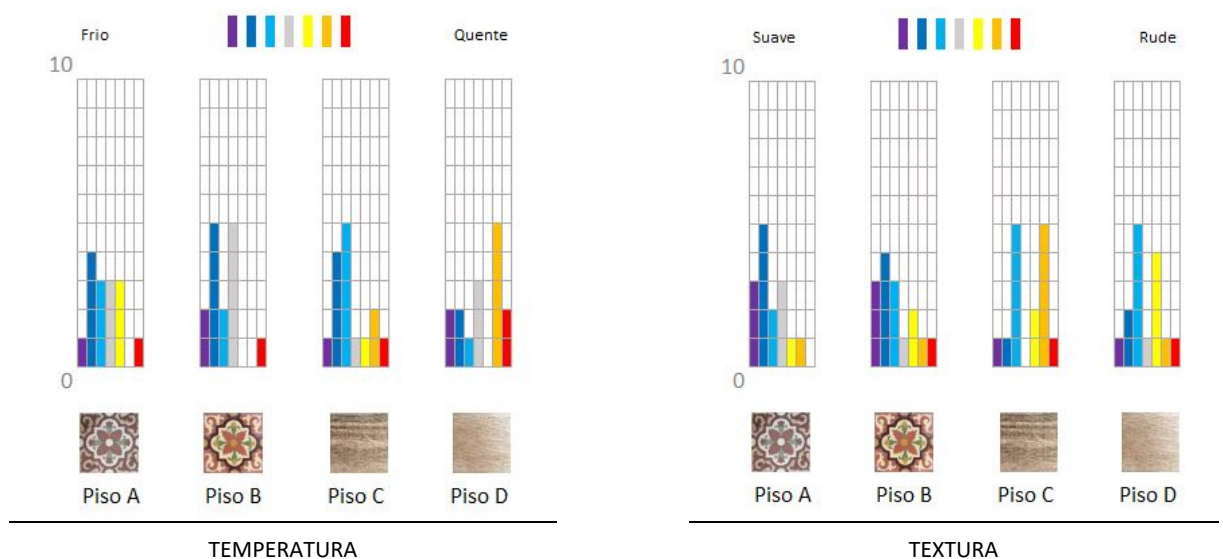 Frio Quente
10
0
Piso A Piso B Piso C Piso D
TEMPERATURA
Suave Rude
10
0
Piso A Piso B Piso C Piso D
TEXTURA